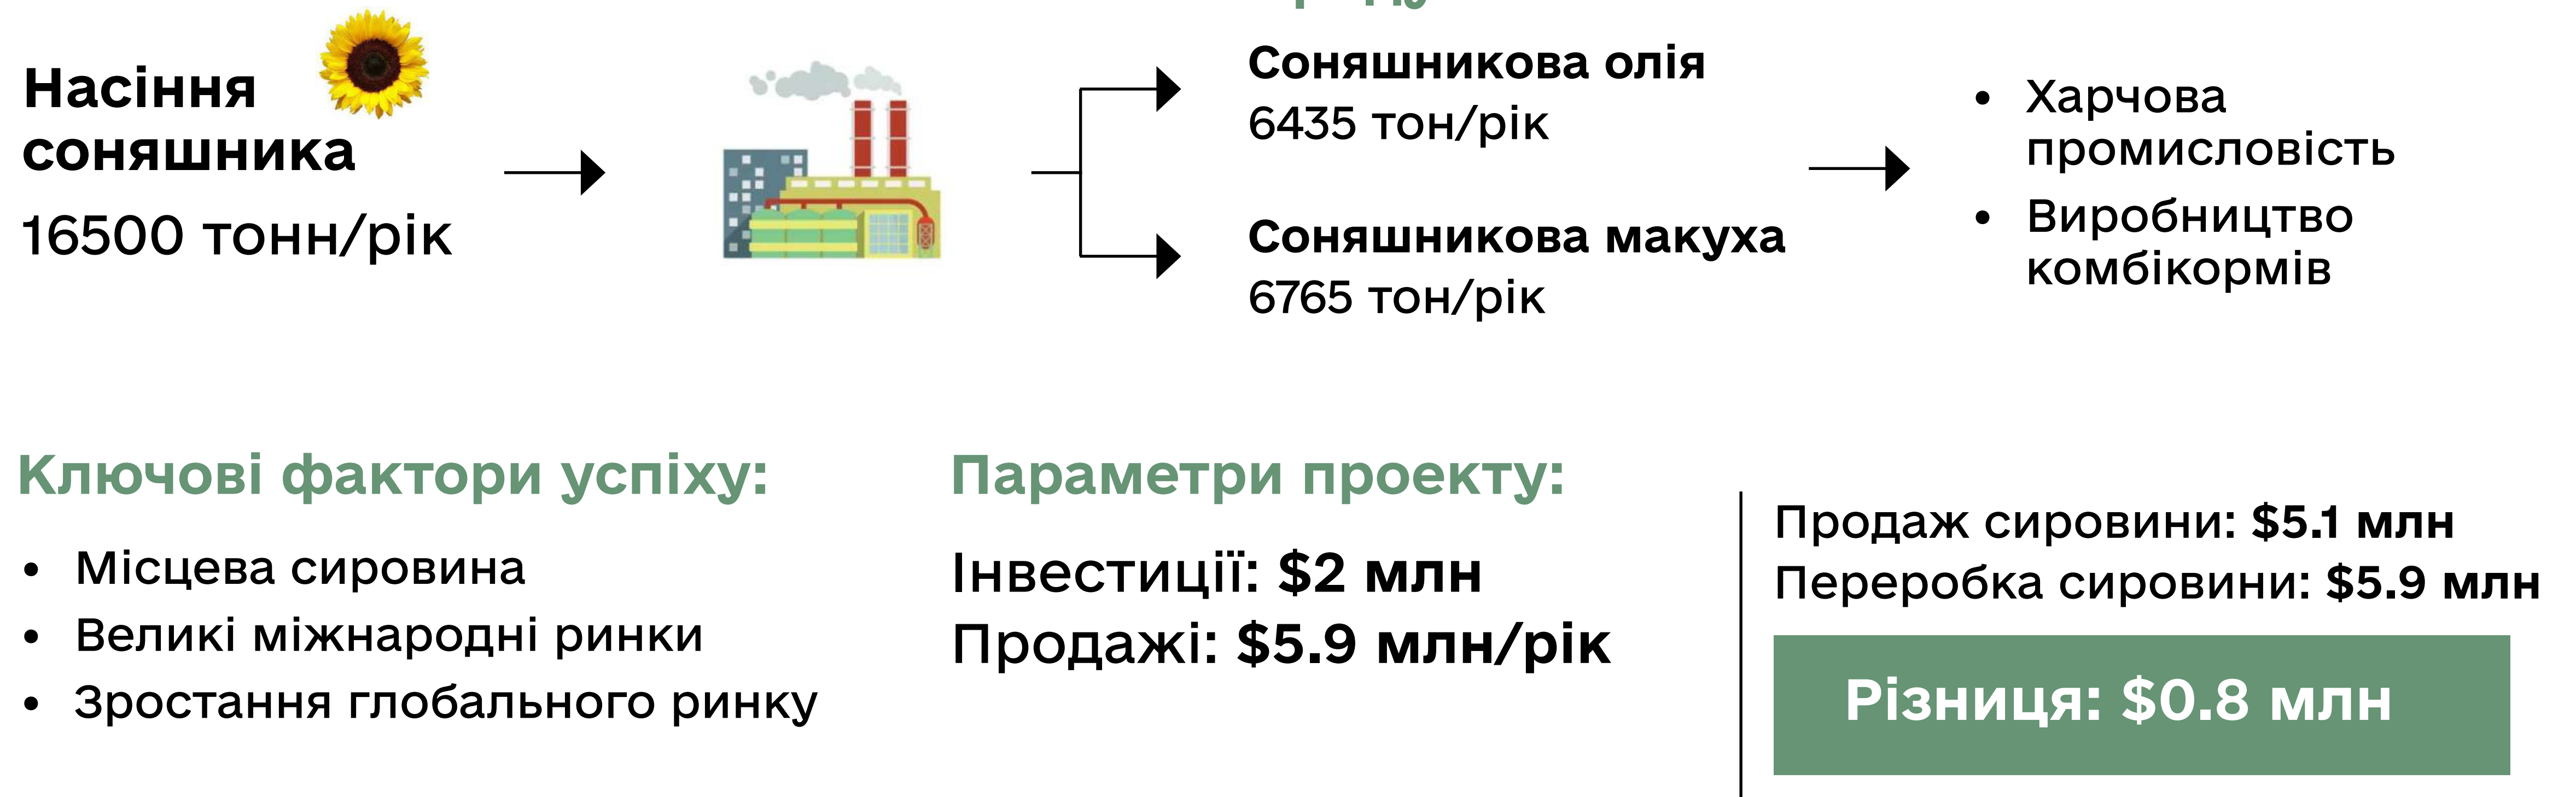 Насіння
соняшника
16500 тонн/рік
Соняшникова олія
6435 тон/рік
Соняшникова макуха
6765 тон/рік
• Харчова
промисловість
• Виробництво
комбікормів
Ключові фактори успіху:
• Місцева сировина
• Великі міжнародні ринки
• Зростання глобального ринку
Параметри проекту:
Інвестиції: $2 млн
Продажі: $5.9 млн/рік
Продаж сировини: $5.1 млн
Переробка сировини: $5.9 млн
Різниця: $0.8 млн